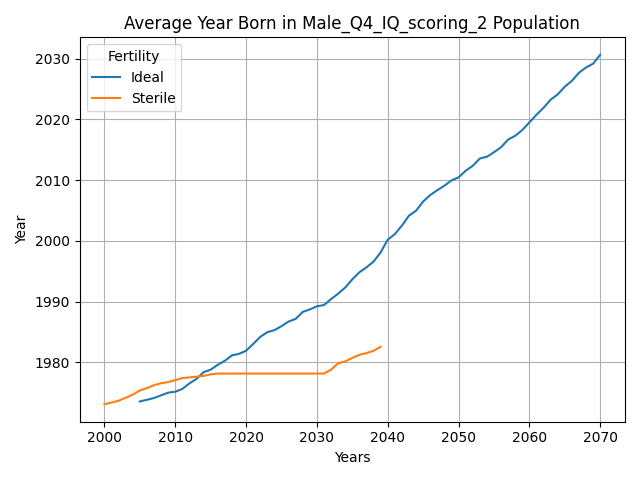 Average Year Born in Male_Q4_IQ_scoring_2 Population
Fertility
Ideal
Sterile
Year
2030
2020
2010
2000
1990
1980
2000 2010 2020 2030 2040 2050 2060 2070
Years